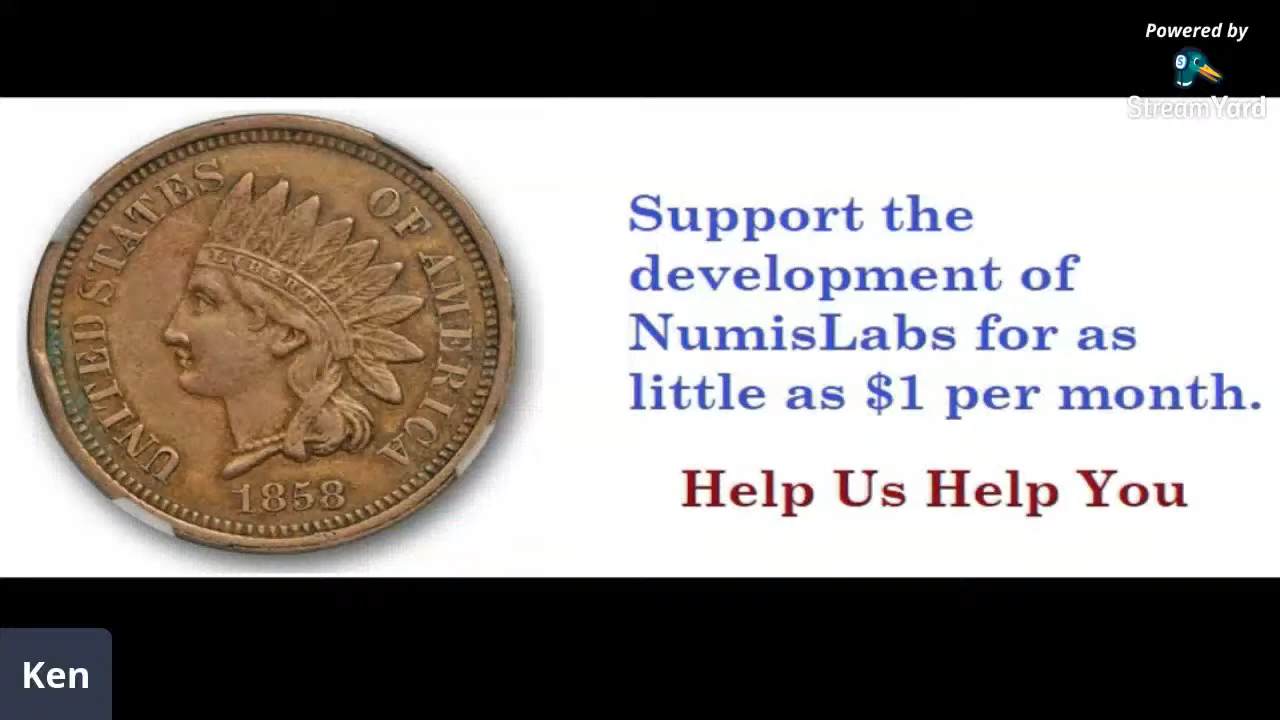 Powered by
StreamYard
UNITED STATES OF AMERICA
LIBERTY
1858
Support the
development of
NumisLabs for as
little as $1 per month.
Help Us Help You
Ken